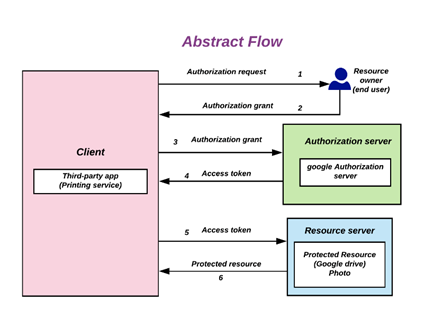 Abstract Flow
Authorization request
1
Resource
owner
(end user)
Authorization grant
2
3
Authorization grant
Authorization server
google Authorization
server
Client
Third-party app
(Printing service)
4
Access token
5
Access token
Resource server
Protected Resource
(Google drive)
Photo
Protected resource
6